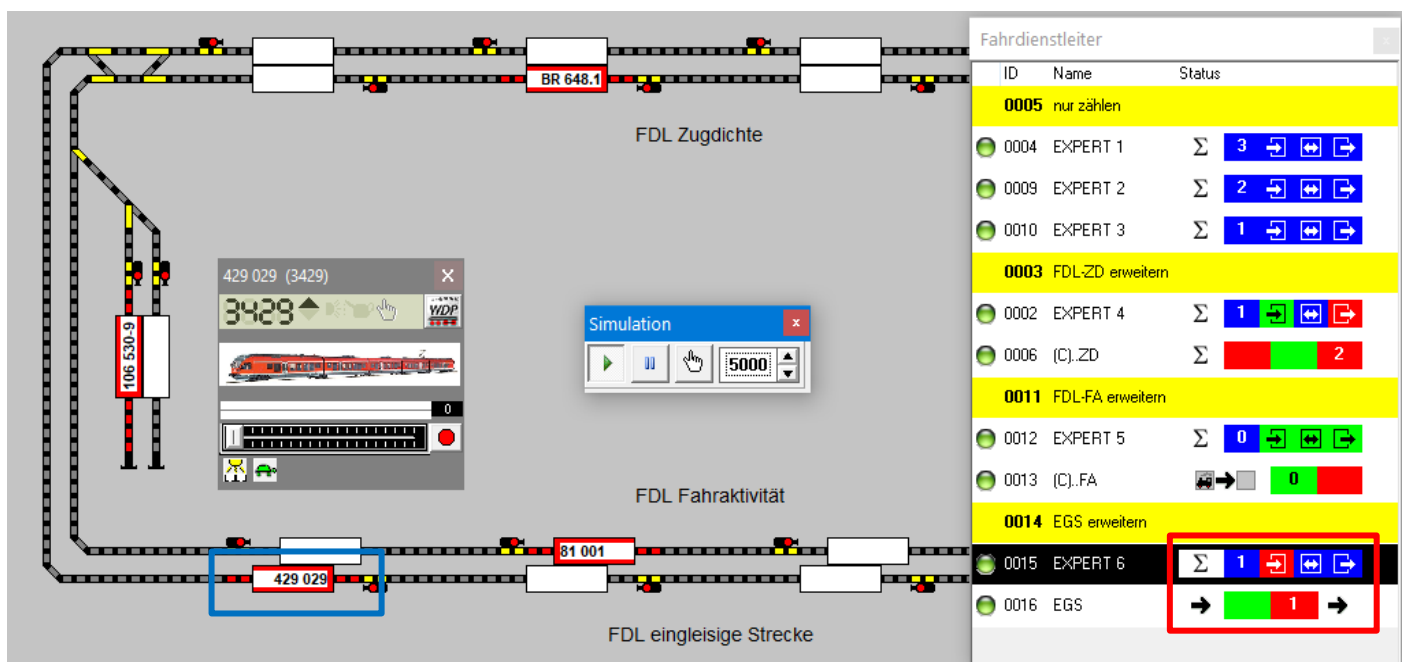 BR 648.1
FDL Zugdichte
106 530-9
429 029 (3429)
3429
WDP
0
Simulation
5000
FDL Fahraktivität
81 001
429 029
FDL eingleisige Strecke
Fahrdienstleiter
ID Name Status
0005 nur zählen
0004 EXPERT 1 Σ 3
0009 EXPERT 2 Σ 2
0010 EXPERT 3 Σ 1
0003 FDL-ZD erweitern
0002 EXPERT 4 Σ 1
0006 (C)..ZD Σ 2
0011 FDL-FA erweitern
0012 EXPERT 5 Σ 0
0013 (C)..FA 0
0014 EGS erweitern
0015 EXPERT 6 Σ 1
0016 EGS 1